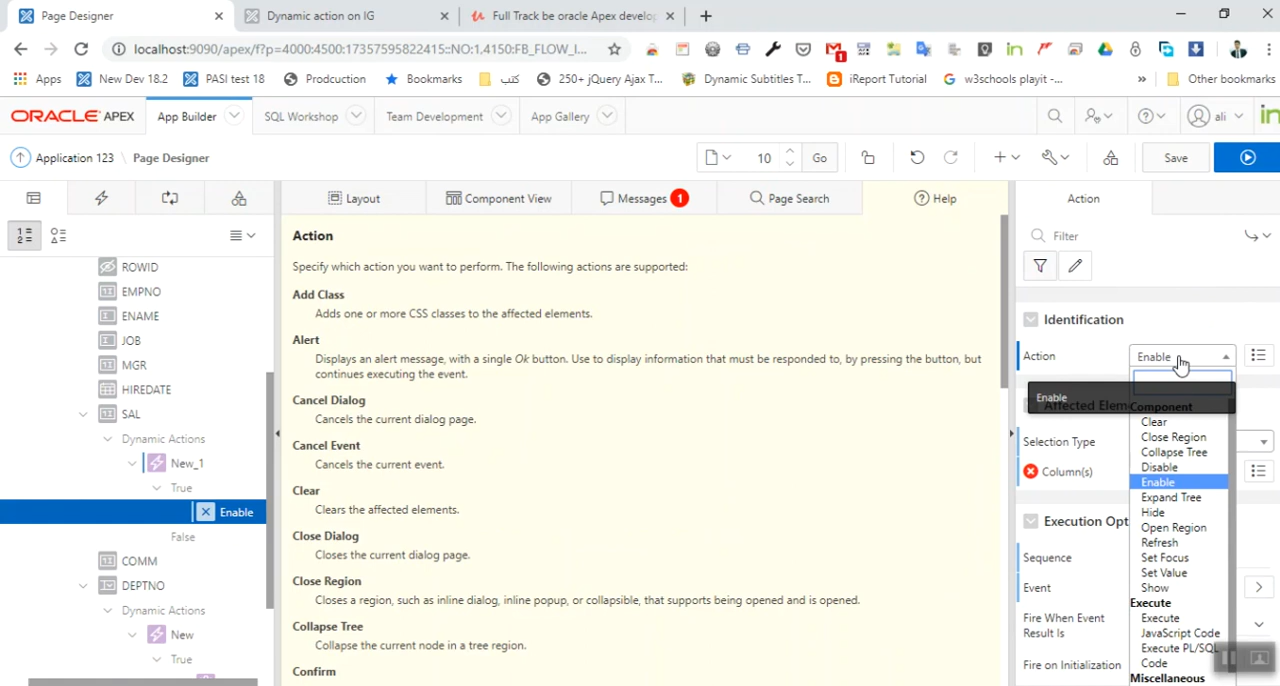 Page Designer
Dynamic action on IG
Full Track be oracle Apex develop
localhost:9090/apex/f?p=4000:4500:17357595822415::NO:1,4150:FB_FLOW_I...
1
in
Apps
New Dev 18.2
PASI test 18
Prodcuction
Bookmarks
كتب
250+ jQuery Ajax T...
Dynamic Subtitles T...
iReport Tutorial
w3schools playit -...
»
Other bookmarks
ORACLE APEX
App Builder
SQL Workshop
Team Development
App Gallery
ali
in
Application 123
Page Designer
10
Go
Save
Layout
Component View
Messages 1
Page Search
Help
Action
ROWID
EMPNO
ENAME
JOB
MGR
HIREDATE
SAL
Dynamic Actions
New_1
True
Enable
False
COMM
DEPTNO
Dynamic Actions
New
True
Action
Specify which action you want to perform. The following actions are supported:
Add Class
Adds one or more CSS classes to the affected elements.
Alert
Displays an alert message, with a single Ok button. Use to display information that must be responded to, by pressing the button, but
continues executing the event.
Cancel Dialog
Cancels the current dialog page.
Cancel Event
Cancels the current event.
Clear
Clears the affected elements.
Close Dialog
Closes the current dialog page.
Close Region
Closes a region, such as inline dialog, inline popup, or collapsible, that supports being opened and is opened.
Collapse Tree
Collapse the current node in a tree region.
Confirm
Filter
Identification
Action
Enable
Enable
Affected Elem
Selection Type
Column(s)
Execution Opt
Sequence
Event
Fire When Event
Result Is
Fire on Initialization
Component
Clear
Close Region
Collapse Tree
Disable
Enable
Expand Tree
Hide
Open Region
Refresh
Set Focus
Set Value
Show
Execute
Execute
JavaScript Code
Execute PL/SQL
Code
Miscellaneous